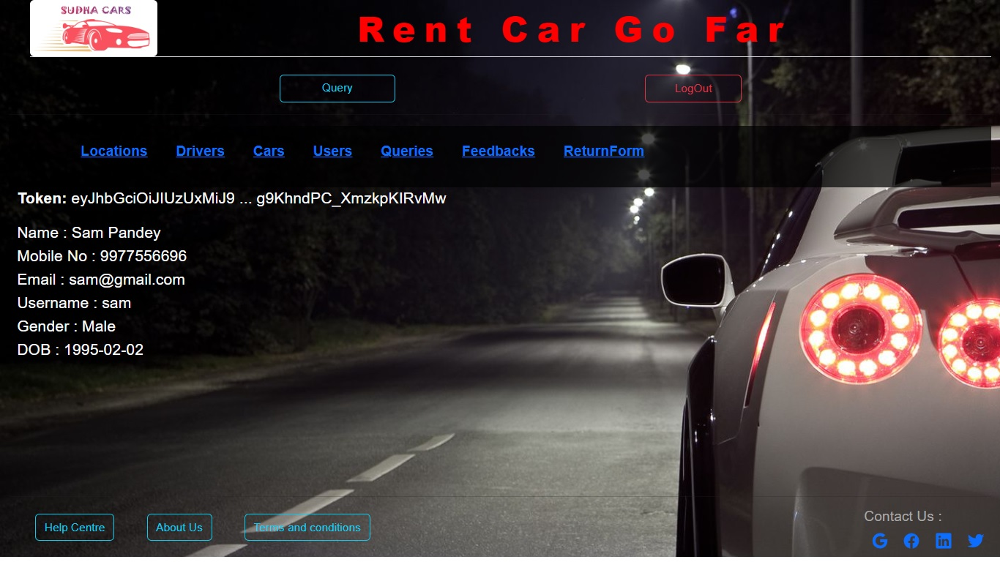 SUDHA CARS
Rent Car Go Far
Query
LogOut
Locations Drivers Cars Users Queries Feedbacks ReturnForm
Token: eyJhbGciOiJIUzUxMiJ9 ... g9KhndPC_XmzkpKIRvMw
Name : Sam Pandey
Mobile No : 9977556696
Email : sam@gmail.com
Username : sam
Gender : Male
DOB : 1995-02-02
Help Centre
About Us
Terms and conditions
Contact Us :